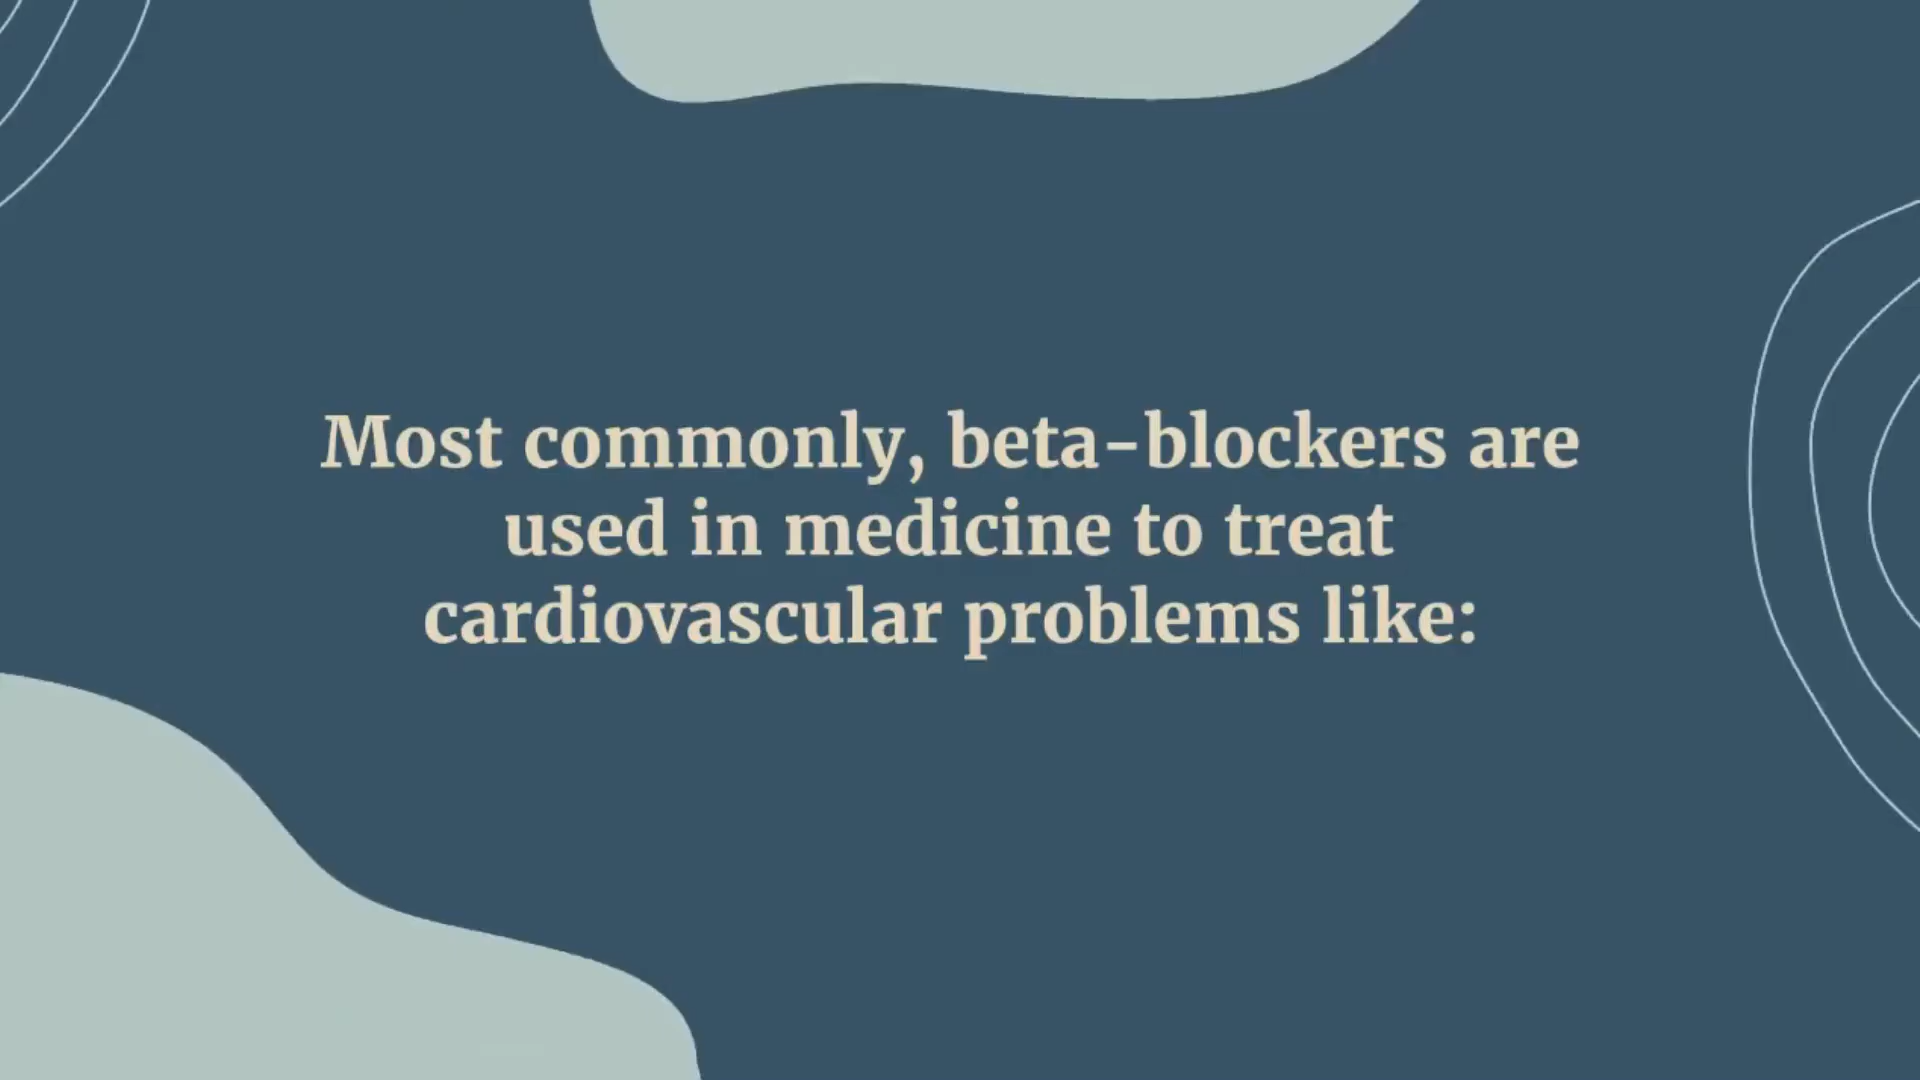 Most commonly, beta-blockers are
used in medicine to treat
cardiovascular problems like: